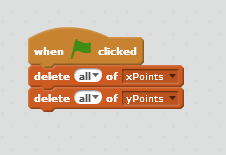 when clicked
delete all of xPoints
delete all of yPoints